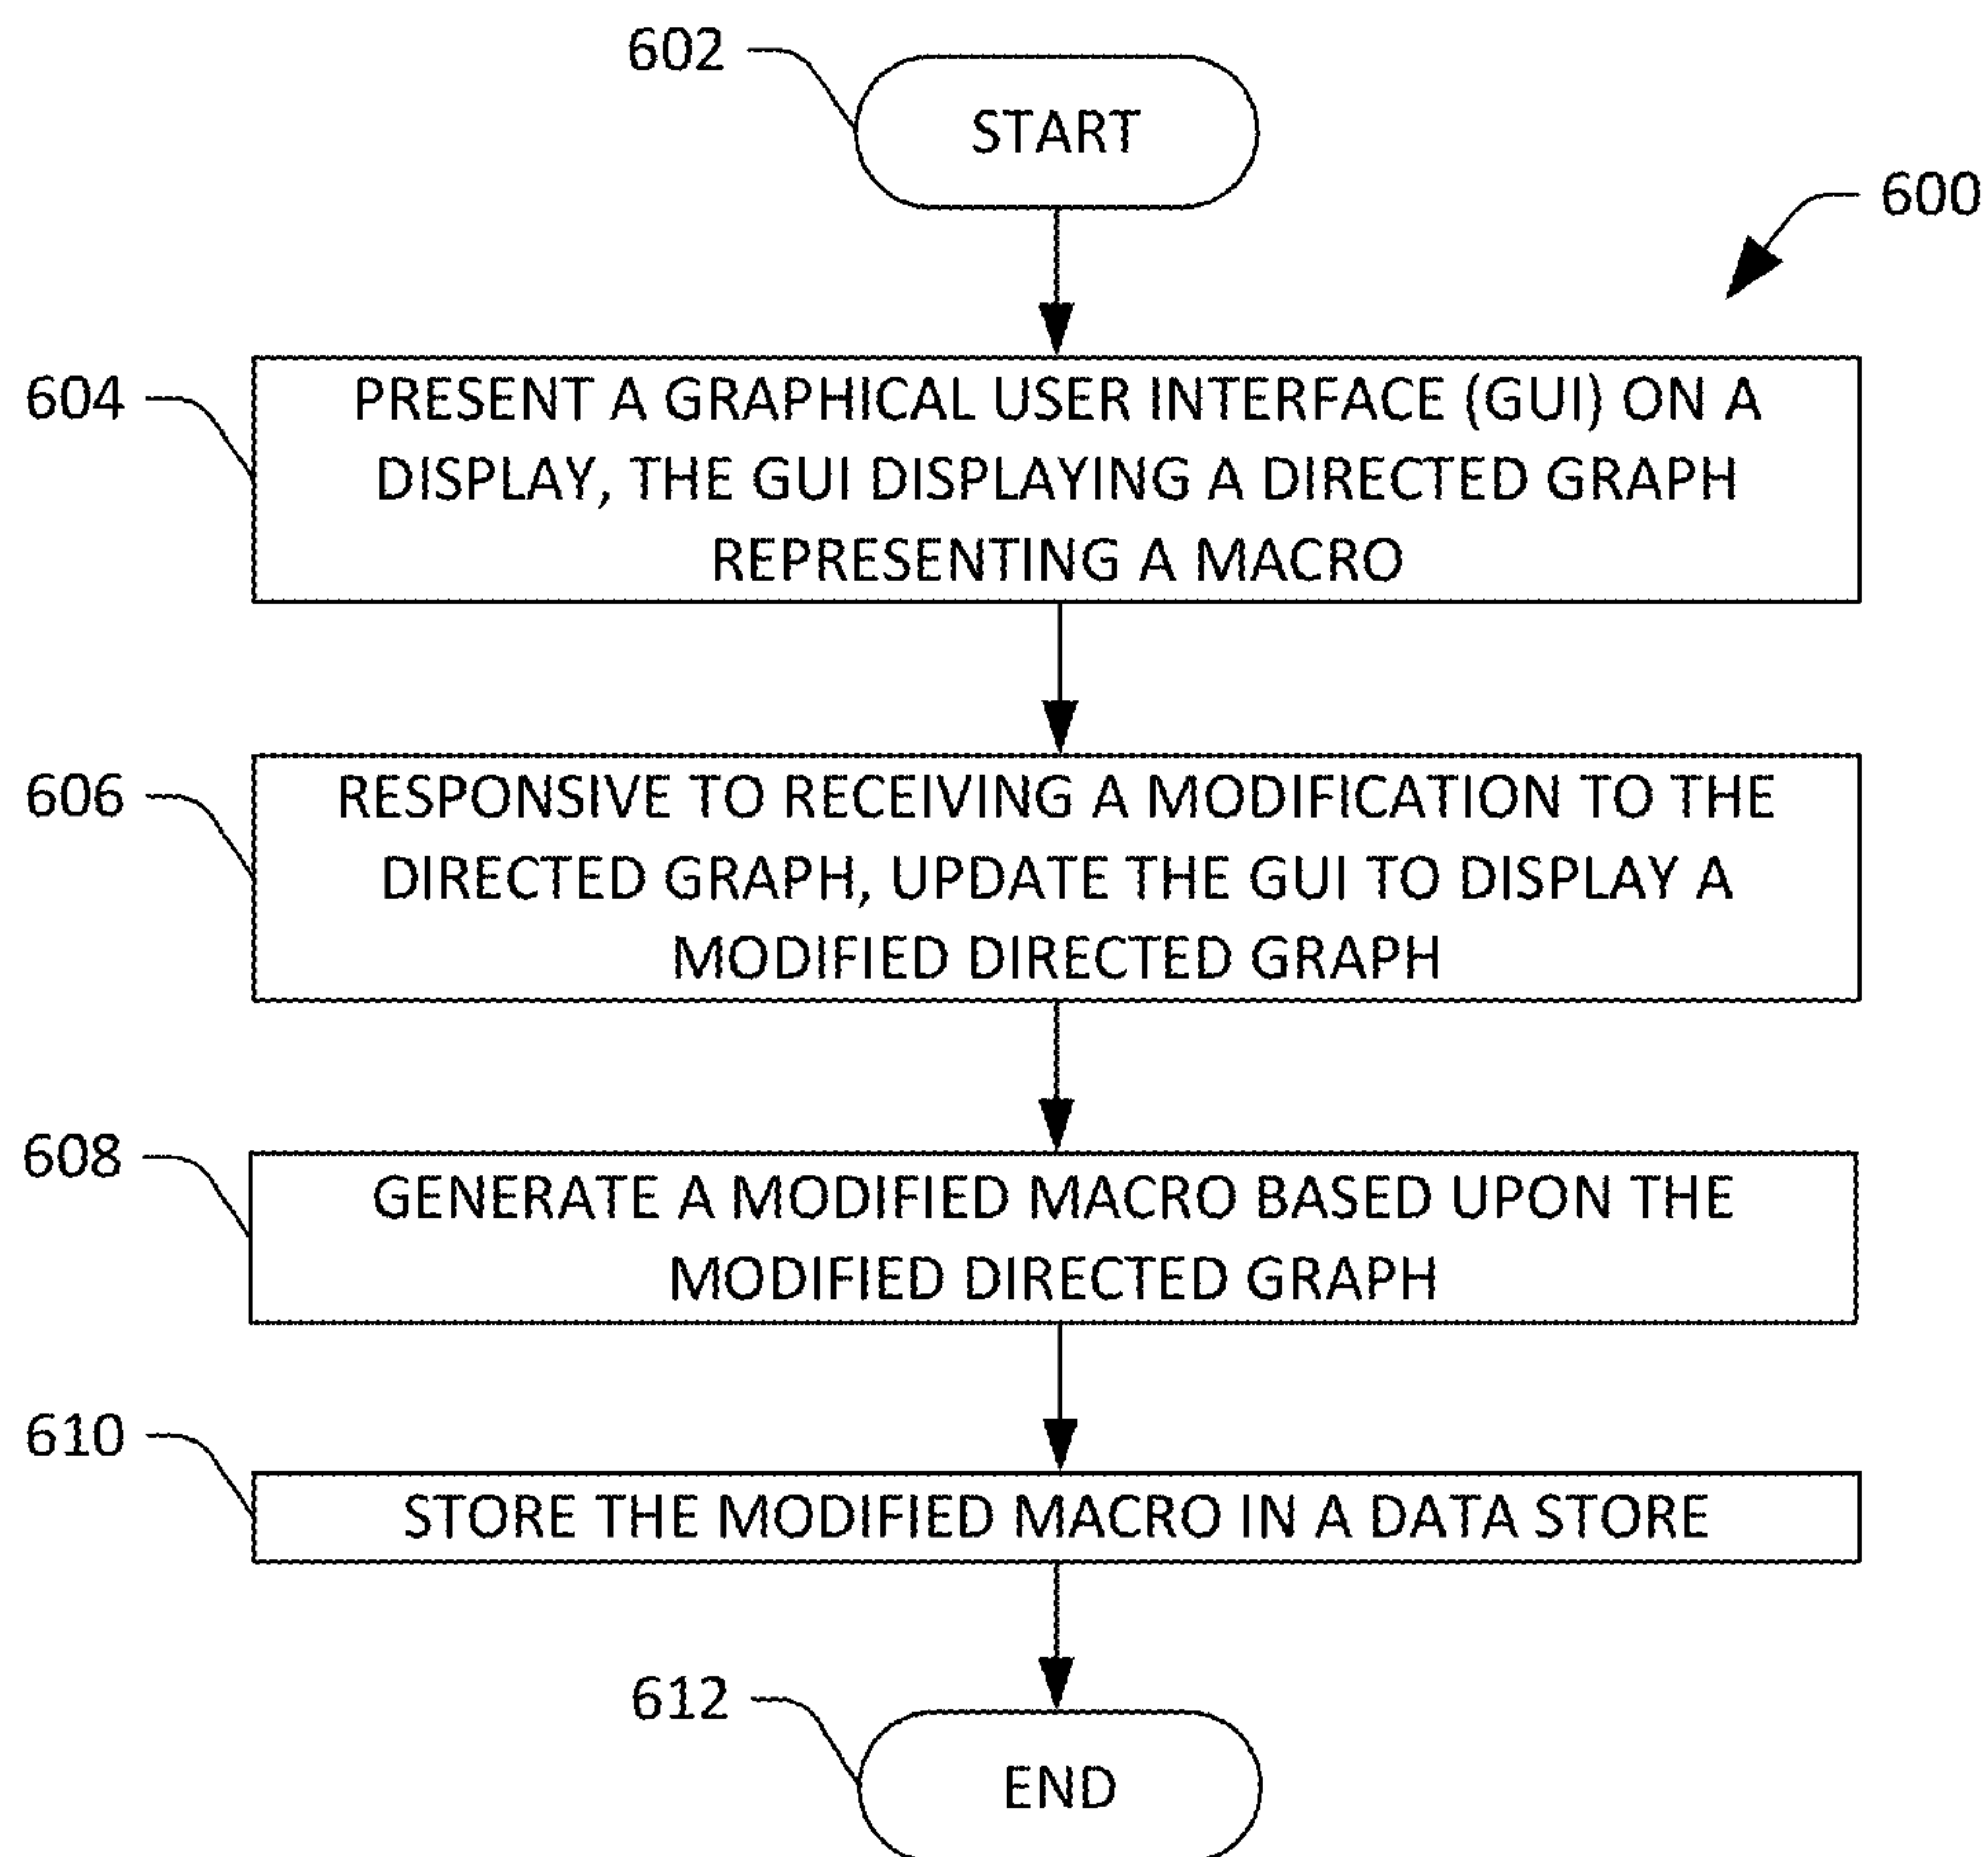 602
START
600
604
PRESENT A GRAPHICAL USER INTERFACE (GUI) ON A
DISPLAY, THE GUI DISPLAYING A DIRECTED GRAPH
REPRESENTING A MACRO
606
RESPONSIVE TO RECEIVING A MODIFICATION TO THE
DIRECTED GRAPH, UPDATE THE GUI TO DISPLAY A
MODIFIED DIRECTED GRAPH
608
GENERATE A MODIFIED MACRO BASED UPON THE
MODIFIED DIRECTED GRAPH
610
STORE THE MODIFIED MACRO IN A DATA STORE
612
END